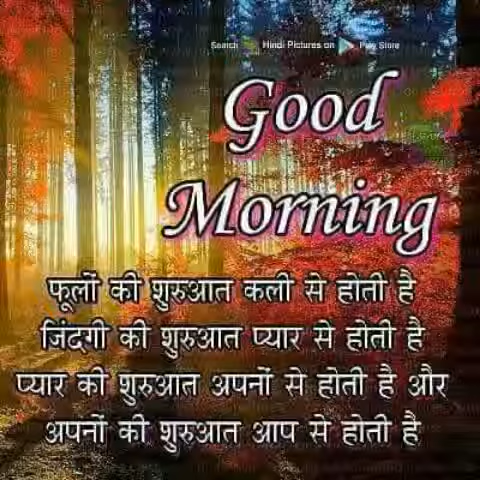 Search Hindi Pictures on Play Store
Good
Morning
फूलों की शुरुआत कली से होती है
जिंदगी की शुरुआत प्यार से होती है
प्यार की शुरुआत अपनों से होती है और
अपनों की शुरुआत आप से होती है